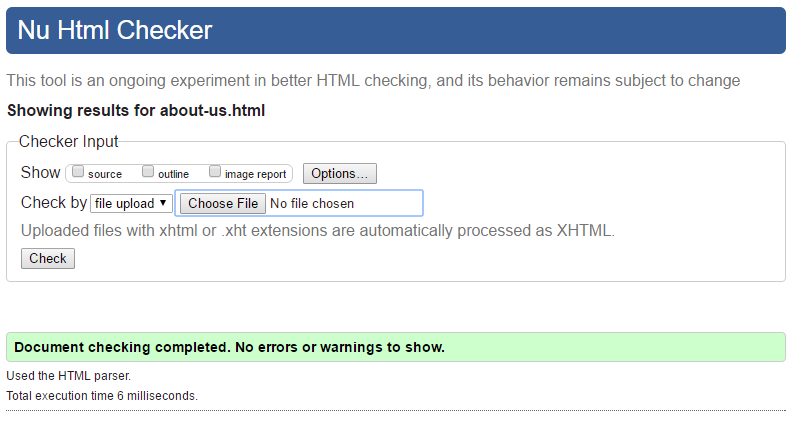 Nu Html Checker
This tool is an ongoing experiment in better HTML checking, and its behavior remains subject to change
Showing results for about-us.html
Checker Input
Show source outline image report Options...
Check by file upload Choose File No file chosen
Uploaded files with xhtml or .xht extensions are automatically processed as XHTML.
Check
Document checking completed. No errors or warnings to show.
Used the HTML parser.
Total execution time 6 milliseconds.